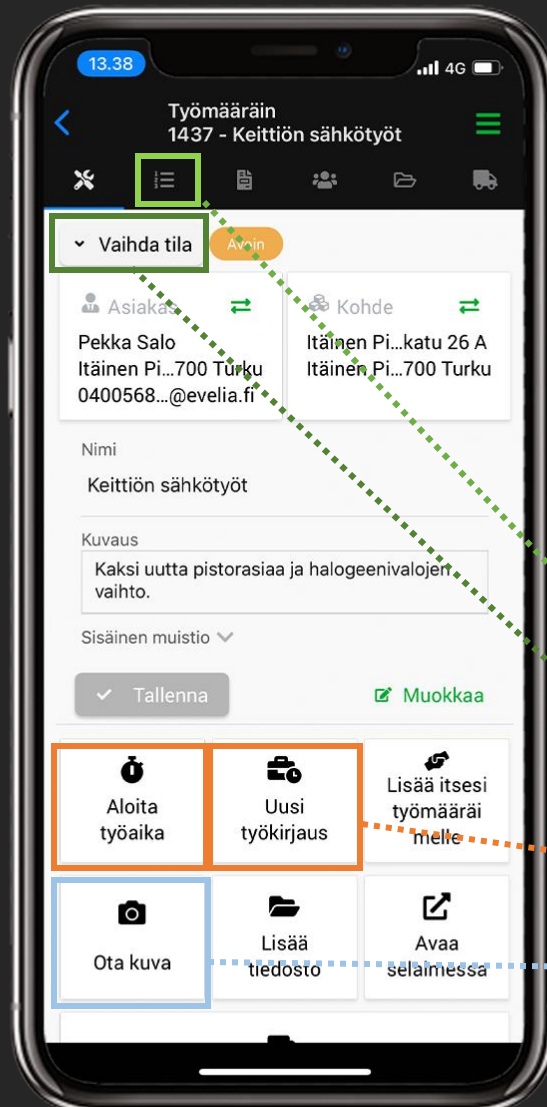 13.38
4G
Työmääräin
1437 - Keittiön sähkötyöt
Vaihda tila
Avoin
Asiakas
Kohde
Pekka Salo
Itäinen Pi...katu 26 A
Itäinen Pi...700 Turku
Itäinen Pi...700 Turku
0400568...@evelia.fi
Nimi
Keittiön sähkötyöt
Kuvaus
Kaksi uutta pistorasiaa ja halogeenivalojen
vaihto.
Sisäinen muistio
Tallenna
Muokkaa
Aloita
työaika
Uusi
työkirjaus
Lisää itsesi
työmääräi
melle
Ota kuva
Lisää
tiedosto
Avaa
selaimessa